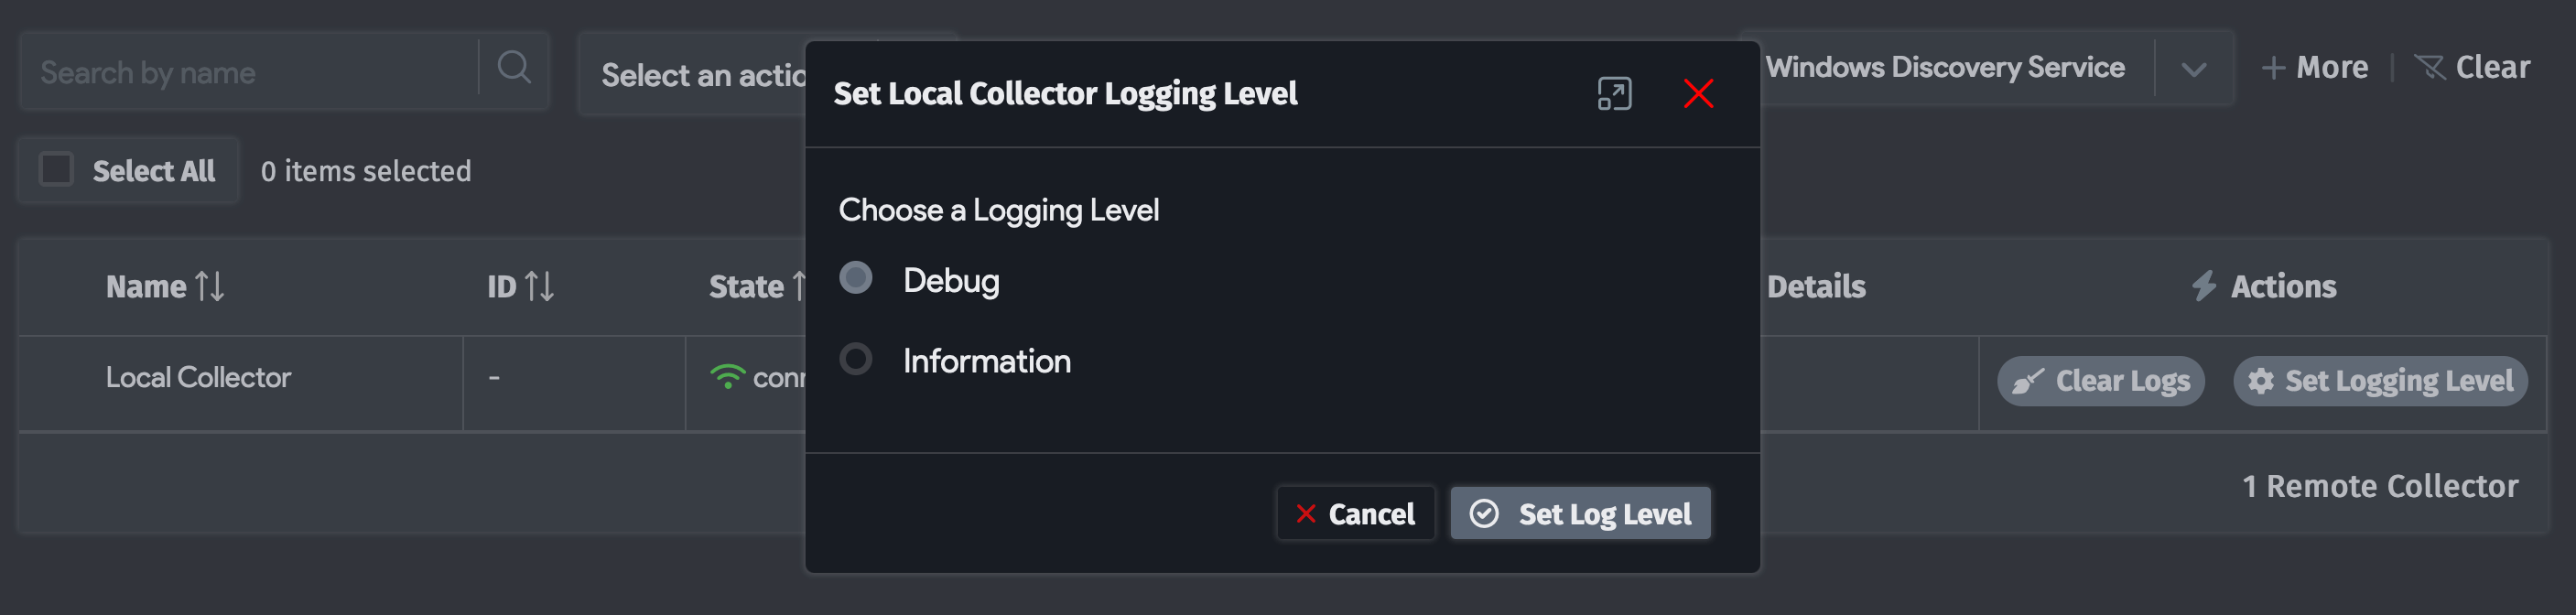 Search by name
Select an actio
Windows Discovery Service
More
Clear
Select All
0 items selected
Set Local Collector Logging Level
Choose a Logging Level
Debug
Information
Cancel
Set Log Level
Name
ID
State
Details
Actions
Local Collector
-
conn
Clear Logs
Set Logging Level
1 Remote Collector